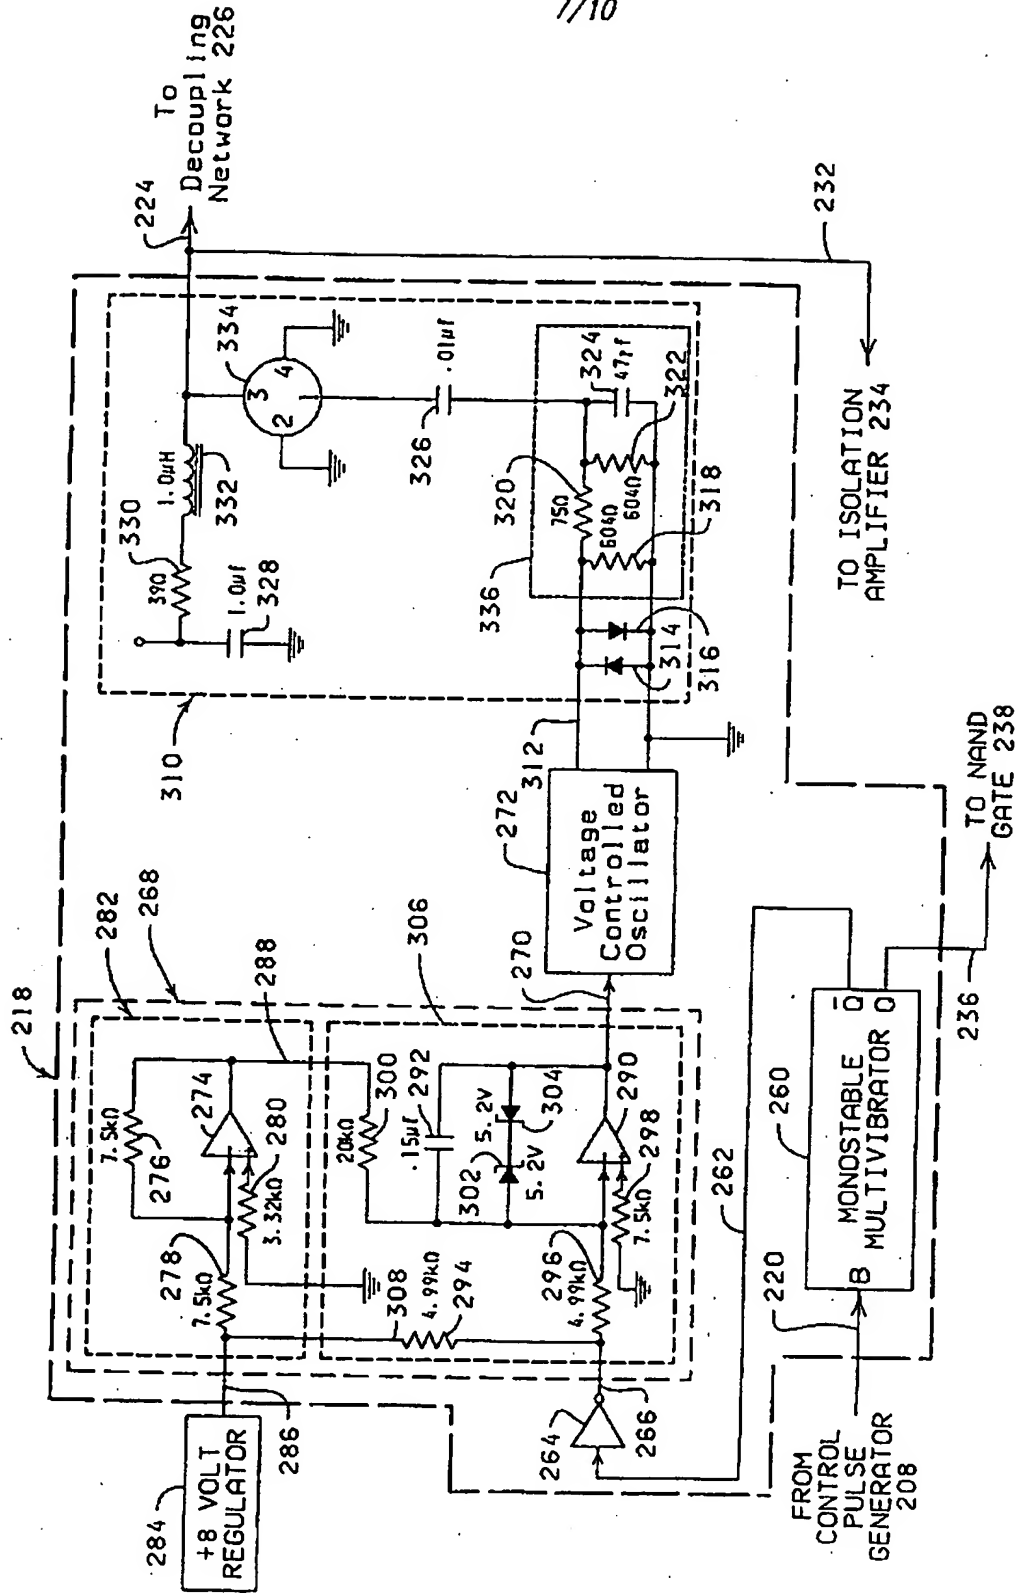 7/10
To
Decoupling
Network 226
224
232
TO ISOLATION
AMPLIFIER 234
218
282
268
306
310
330
39Ω
1.0µH
332
1.0µf
328
334
3
2
4
326
.01µf
336
320
75Ω
324
47pf
322
604Ω
604Ω
318
314
316
312
272
Voltage
Controlled
Oscillator
270
288
7.5kΩ
276
274
280
3.32kΩ
278
7.5kΩ
20kΩ
300
.15µf
292
5.2V
304
302
5.2V
290
298
7.5kΩ
296
4.99kΩ
308
4.99kΩ
294
284
+8 VOLT
REGULATOR
286
264
266
262
260
MONOSTABLE
MULTIVIBRATOR
B
Q̅
Q
220
FROM
CONTROL
PULSE
GENERATOR
208
236
TO NAND
GATE 238